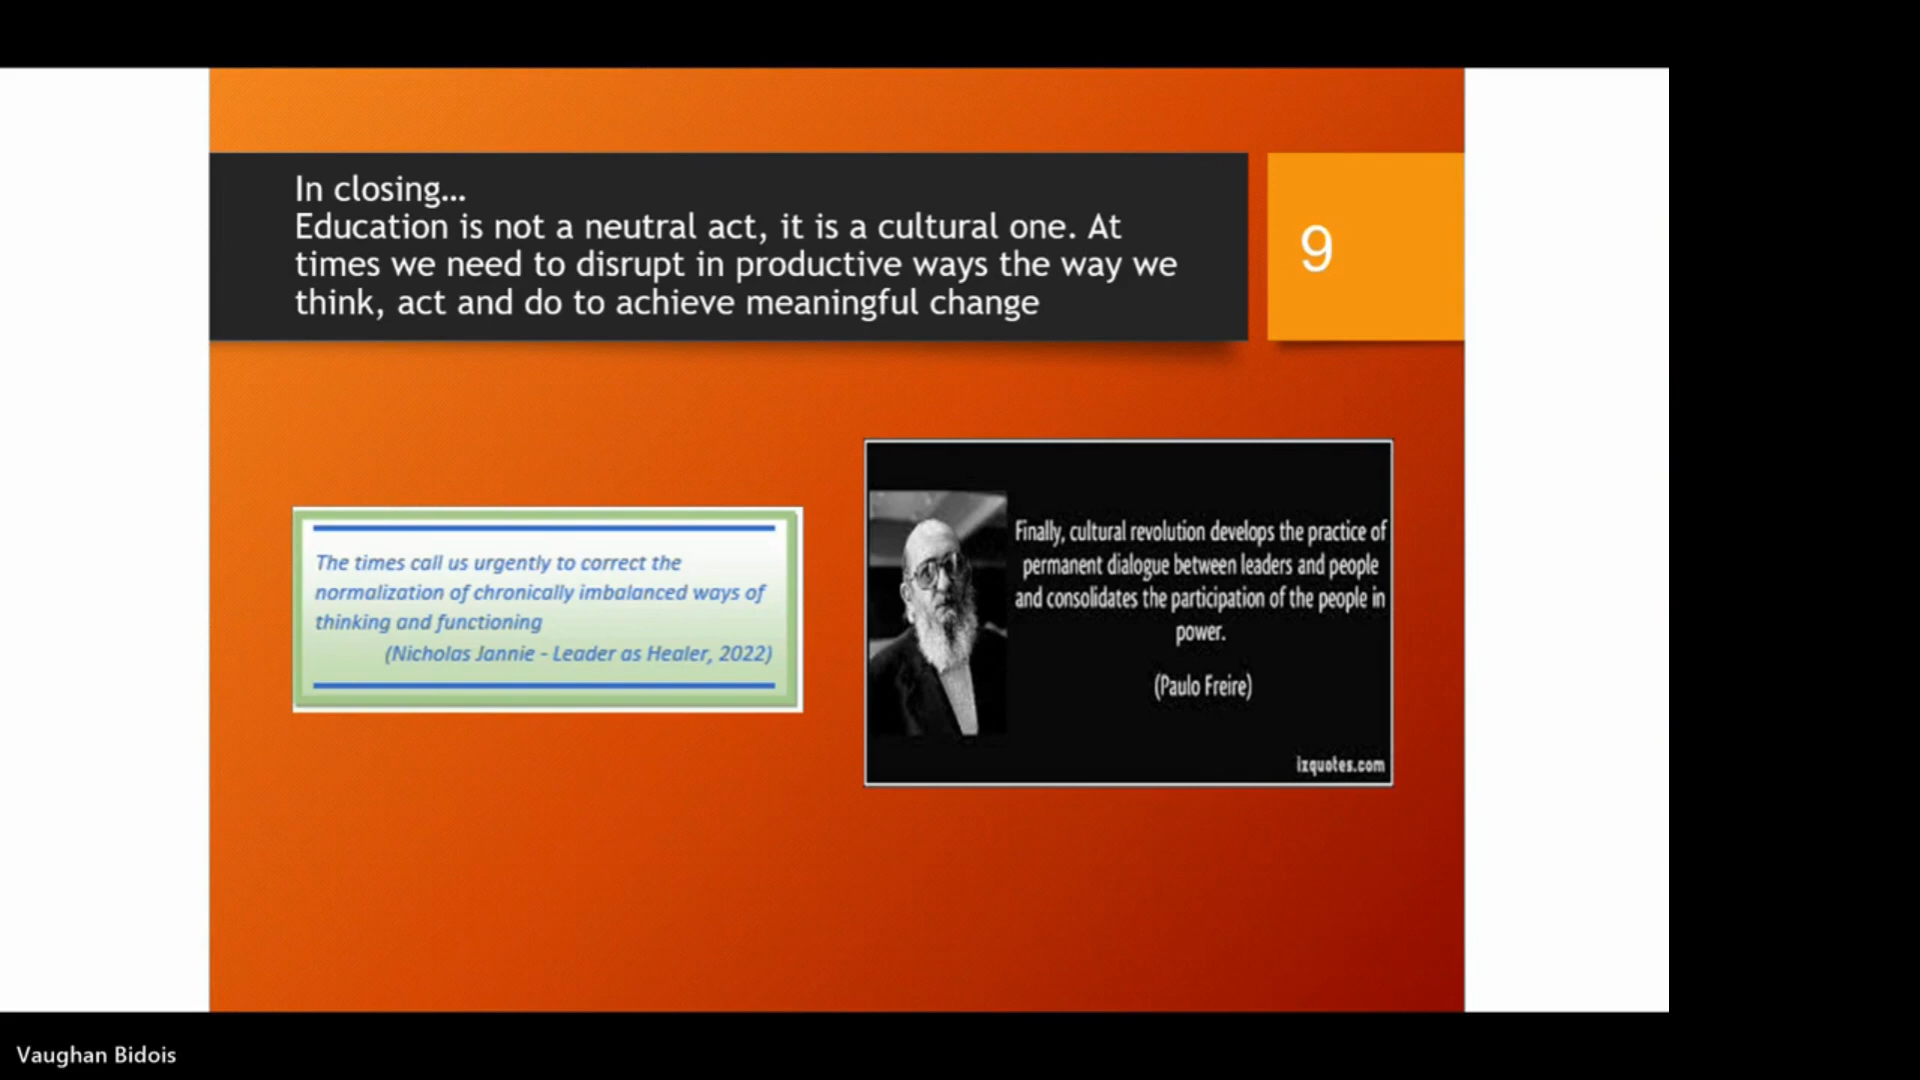 In closing...
Education is not a neutral act, it is a cultural one. At
times we need to disrupt in productive ways the way we
think, act and do to achieve meaningful change
9
The times call us urgently to correct the
normalization of chronically imbalanced ways of
thinking and functioning
(Nicholas Jannie - Leader as Healer, 2022)
Finally, cultural revolution develops the practice of
permanent dialogue between leaders and people
and consolidates the participation of the people in
power.
(Paulo Freire)
izquotes.com
Vaughan Bidois